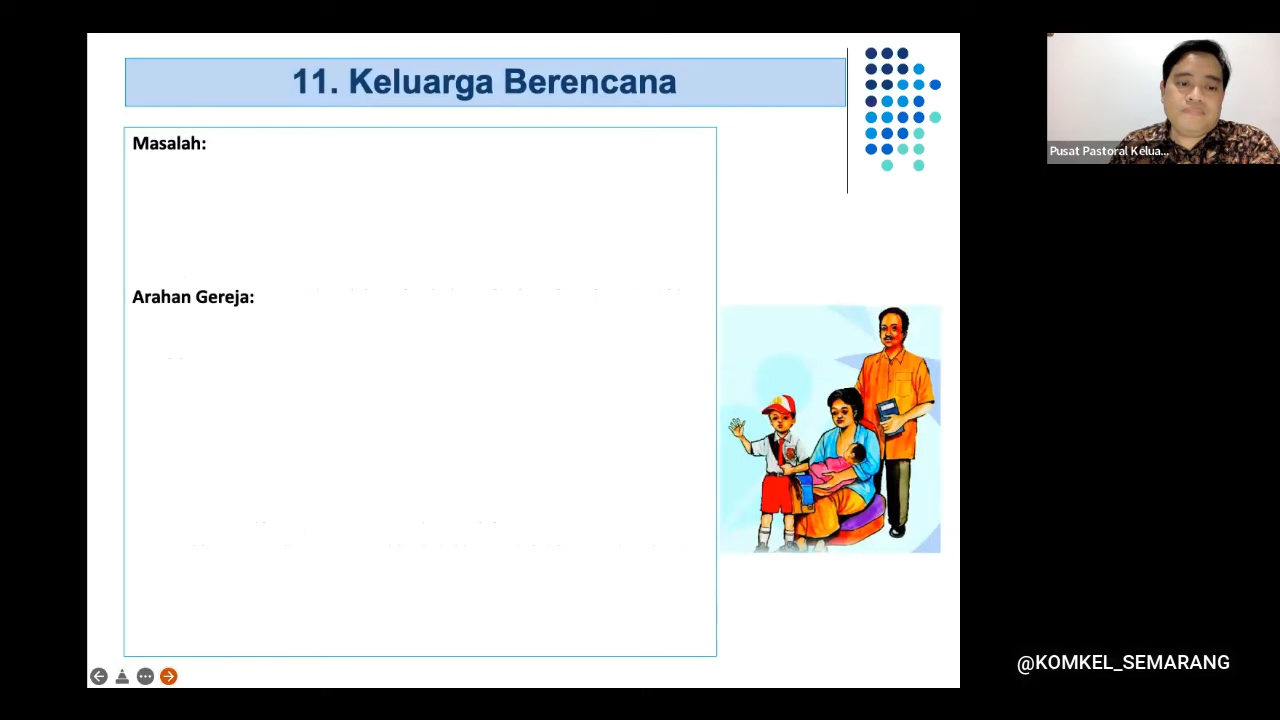 11. Keluarga Berencana
Masalah:
Arahan Gereja:
Pusat Pastoral Kelua...
@KOMKEL_SEMARANG